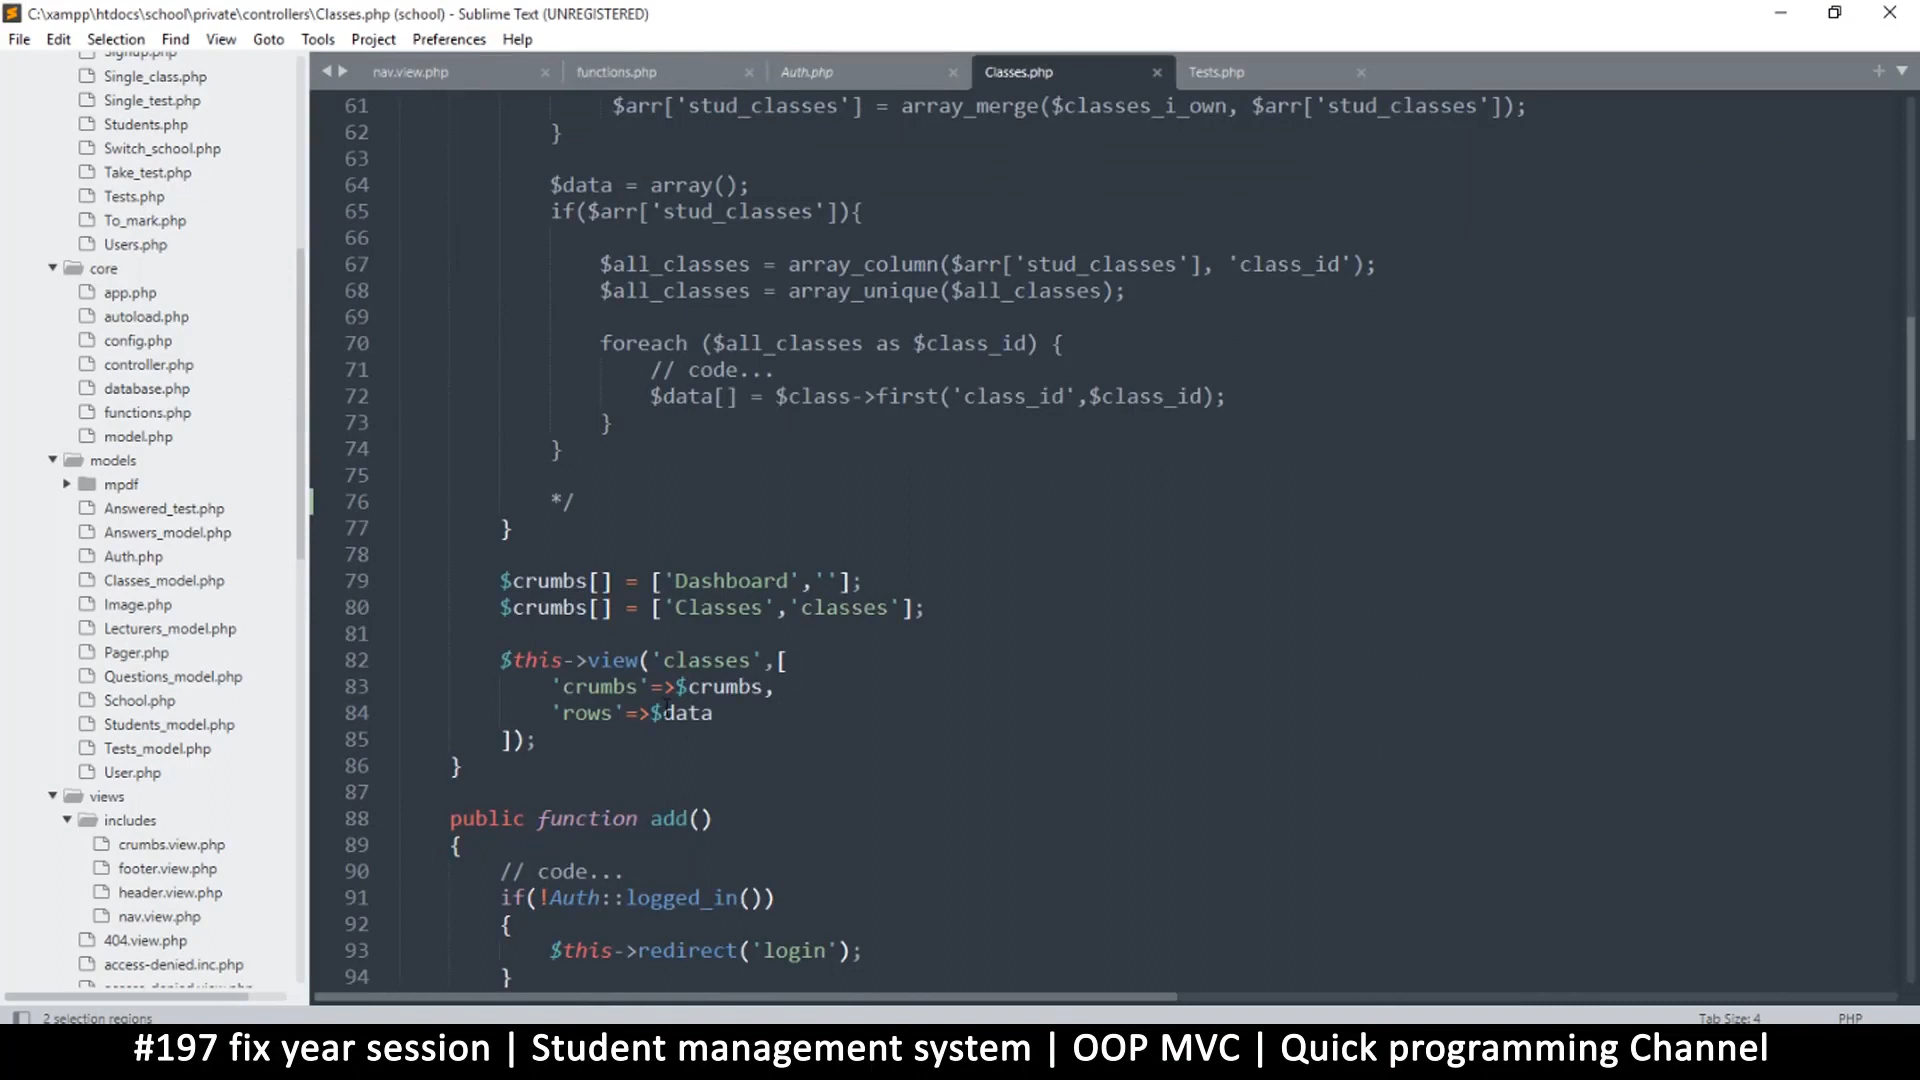 C:\xampp\htdocs\school\private\controllers\Classes.php (school) - Sublime Text (UNREGISTERED)
File Edit Selection Find View Goto Tools Project Preferences Help
nav.view.php functions.php Auth.php Classes.php Tests.php
Signup.php
Single_class.php
Single_test.php
Students.php
Switch_school.php
Take_test.php
Tests.php
To_mark.php
Users.php
core
app.php
autoload.php
config.php
controller.php
database.php
functions.php
model.php
models
mpdf
Answered_test.php
Answers_model.php
Auth.php
Classes_model.php
Image.php
Lecturers_model.php
Pager.php
Questions_model.php
School.php
Students_model.php
Tests_model.php
User.php
views
includes
crumbs.view.php
footer.view.php
header.view.php
nav.view.php
404.view.php
access-denied.inc.php
access-denied.view.php
61 $arr['stud_classes'] = array_merge($classes_i_own, $arr['stud_classes']);
62 }
63
64 $data = array();
65 if($arr['stud_classes']){
66
67 $all_classes = array_column($arr['stud_classes'], 'class_id');
68 $all_classes = array_unique($all_classes);
69
70 foreach ($all_classes as $class_id) {
71 // code...
72 $data[] = $class->first('class_id',$class_id);
73 }
74 }
75
76 */
77 }
78
79 $crumbs[] = ['Dashboard',''];
80 $crumbs[] = ['Classes','classes'];
81
82 $this->view('classes',[
83 'crumbs'=>$crumbs,
84 'rows'=>$data
85 ]);
86 }
87
88 public function add()
89 {
90 // code...
91 if(!Auth::logged_in())
92 {
93 $this->redirect('login');
94 }
2 selection regions Tab Size: 4 PHP
#197 fix year session | Student management system | OOP MVC | Quick programming Channel